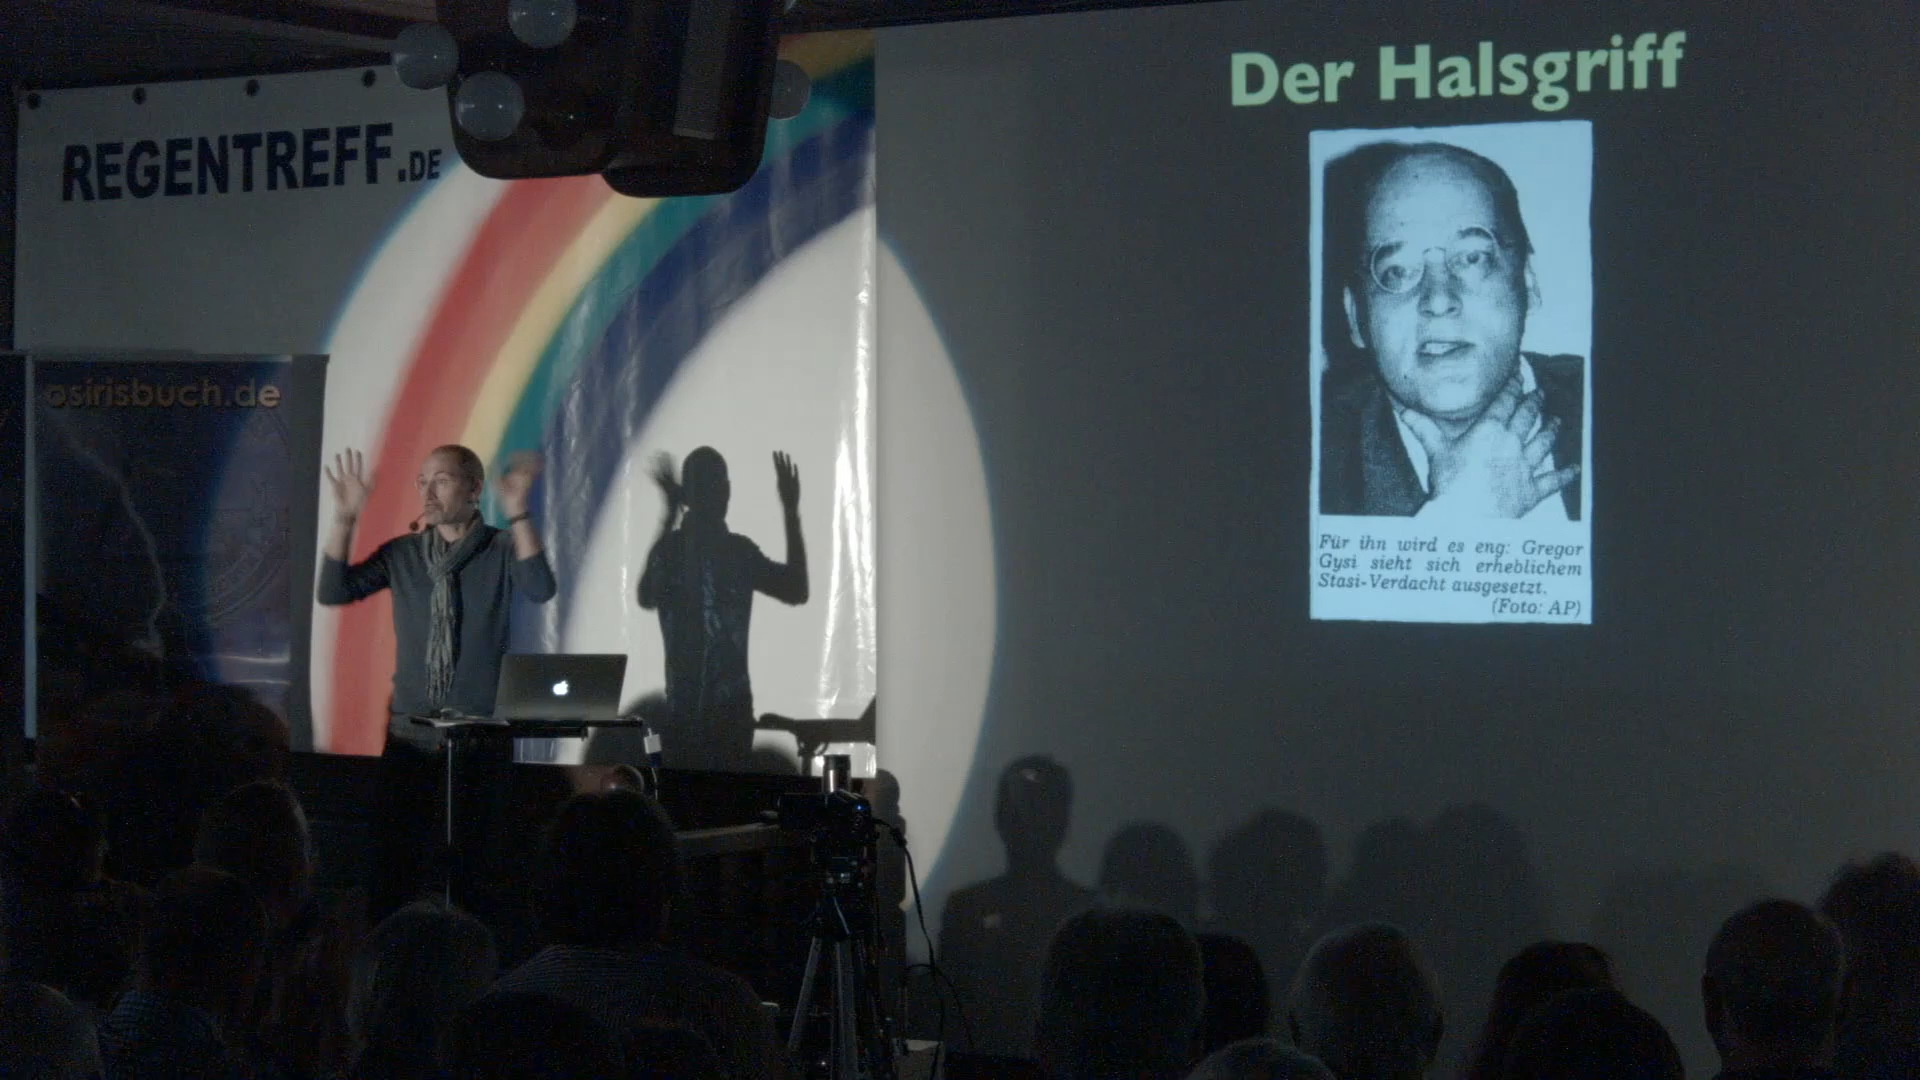 REGENTREFF.DE
osirisbuch.de
Der Halsgriff
Für ihn wird es eng: Gregor
Gysi sieht sich erheblichem
Stasi-Verdacht ausgesetzt.
(Foto: AP)